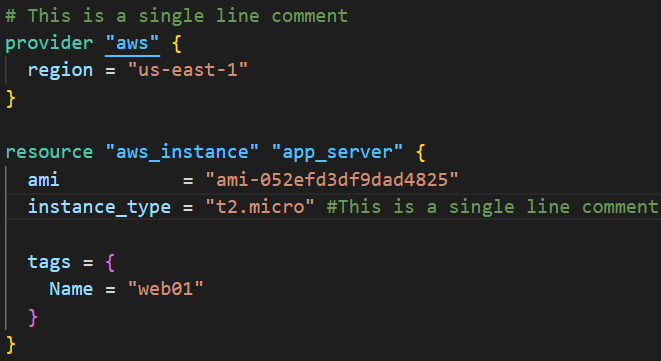 # This is a single line comment
provider "aws" {
  region = "us-east-1"
}
resource "aws_instance" "app_server" {
  ami           = "ami-052efd3df9dad4825"
  instance_type = "t2.micro" #This is a single line comment
  tags = {
    Name = "web01"
  }
}